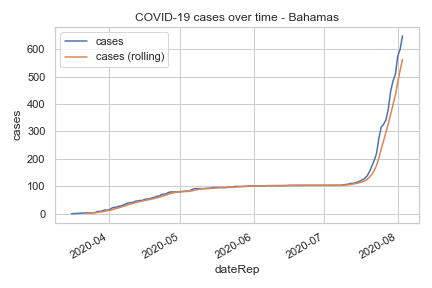 COVID-19 cases over time - Bahamas
cases
cases (rolling)
600
500
400
300
200
100
0
cases
2020-04
2020-05
2020-06
2020-07
2020-08
dateRep